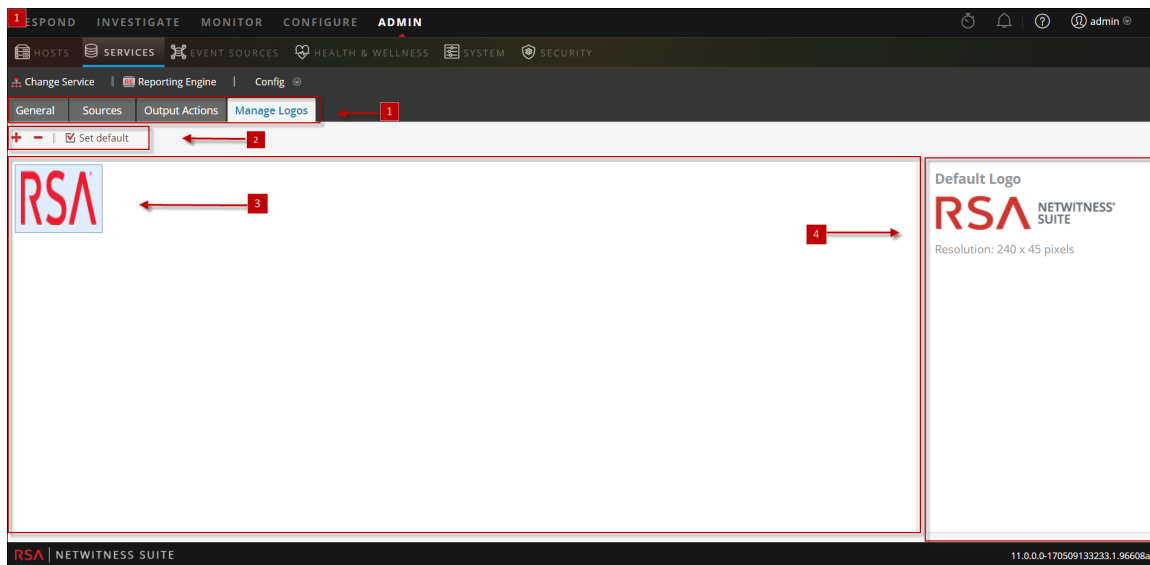 1 ESPOND INVESTIGATE MONITOR CONFIGURE ADMIN admin
HOSTS SERVICES EVENT SOURCES HEALTH & WELLNESS SYSTEM SECURITY
Change Service RE Reporting Engine Config
General Sources Output Actions Manage Logos 1
Set default 2
RSA 3
4
Default Logo
RSA NETWITNESS® SUITE
Resolution: 240 x 45 pixels
RSA NETWITNESS SUITE 11.0.0.0-170509133233.1.96608a